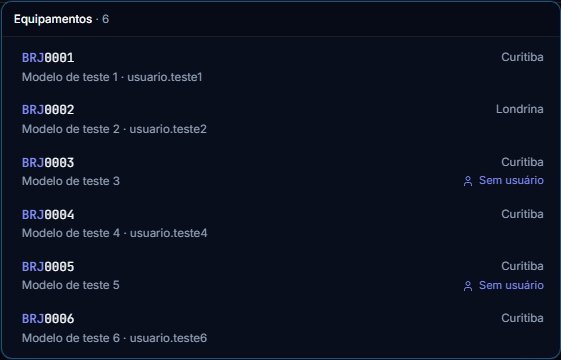 Equipamentos · 6
BRJ0001 Curitiba
Modelo de teste 1 · usuario.teste1
BRJ0002 Londrina
Modelo de teste 2 · usuario.teste2
BRJ0003 Curitiba
Modelo de teste 3 Sem usuário
BRJ0004 Curitiba
Modelo de teste 4 · usuario.teste4
BRJ0005 Curitiba
Modelo de teste 5 Sem usuário
BRJ0006 Curitiba
Modelo de teste 6 · usuario.teste6